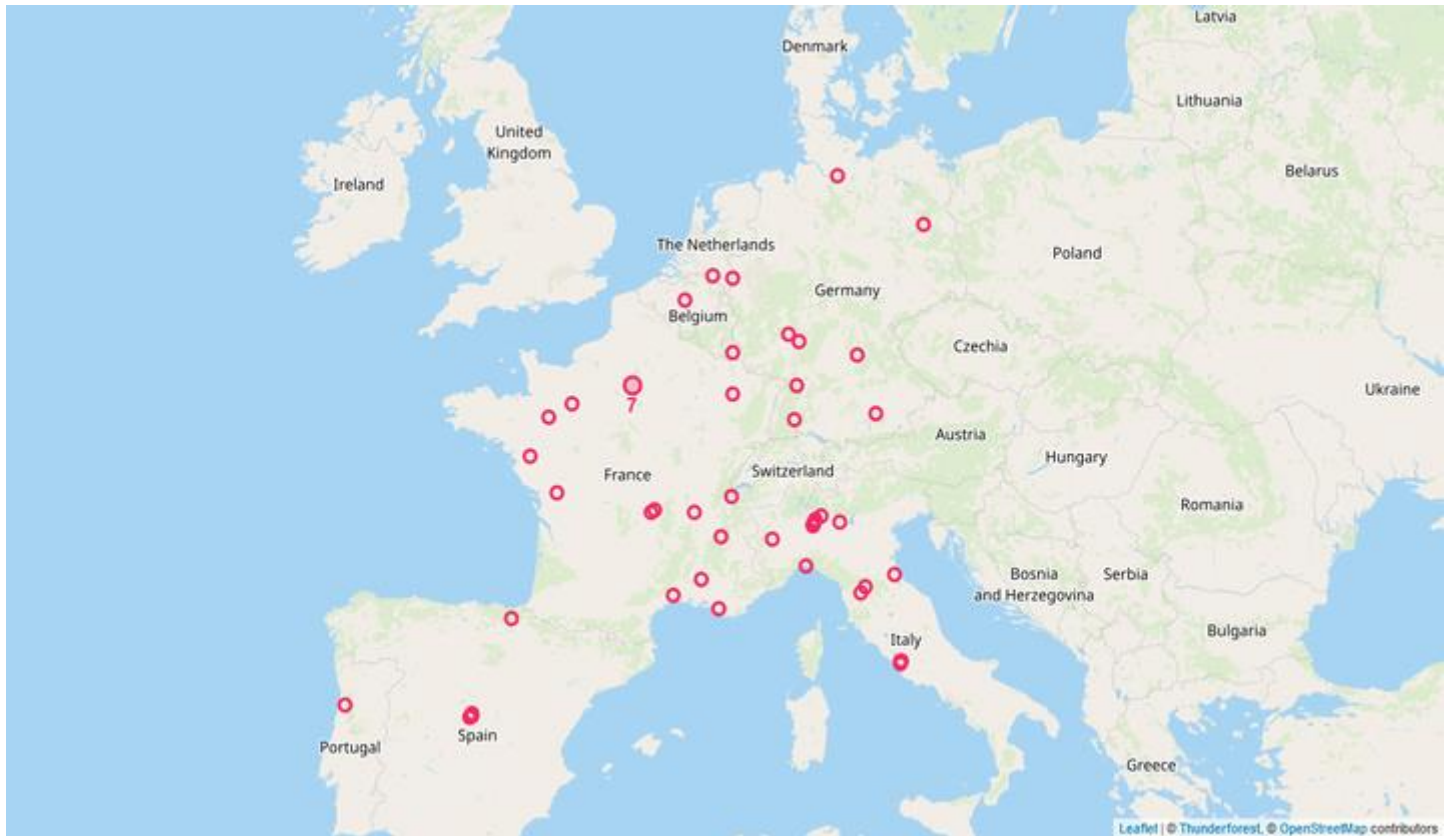 Latvia
Denmark
Lithuania
United
Kingdom
Belarus
Ireland
The Netherlands
Poland
Germany
Belgium
Czechia
Ukraine
7
Austria
Hungary
Switzerland
France
Romania
Bosnia
and Herzegovina
Serbia
Bulgaria
Italy
Spain
Portugal
Greece
Leaflet | © Thunderforest, © OpenStreetMap contributors